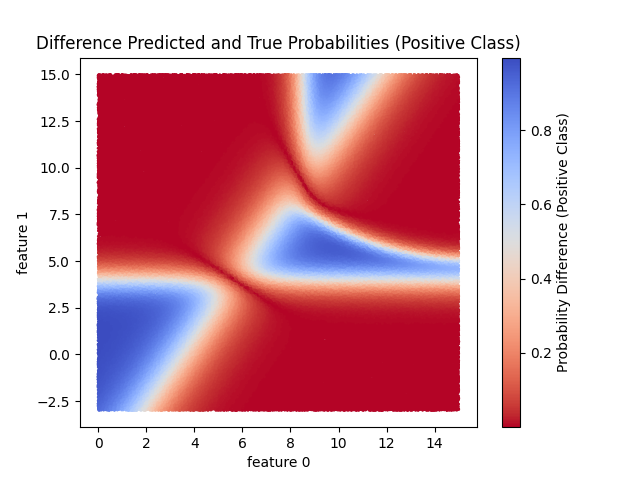 Difference Predicted and True Probabilities (Positive Class)
15.0
12.5
10.0
7.5
5.0
2.5
0.0
−2.5
feature 1
0 2 4 6 8 10 12 14
feature 0
0.8
0.6
0.4
0.2
Probability Difference (Positive Class)